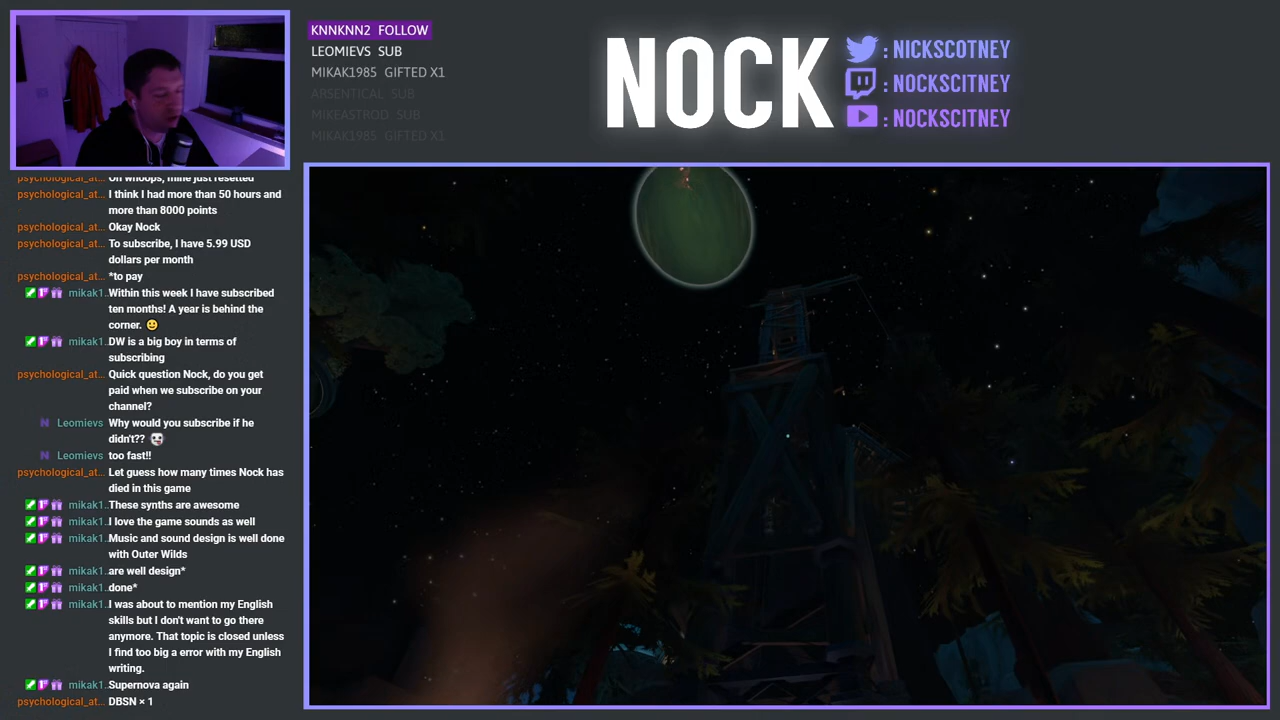 KNNKNN2 FOLLOW
LEOMIEVS SUB
MIKAK1985 GIFTED X1
ARSENTICAL SUB
MIKEASTROD SUB
MIKAK1985 GIFTED X1
NOCK
: NICKSCOTNEY
: NOCKSCITNEY
: NOCKSCITNEY
psychological_at... Oh whoops, mine just resetted
psychological_at... I think I had more than 50 hours and
more than 8000 points
psychological_at... Okay Nock
psychological_at... To subscribe, I have 5.99 USD
dollars per month
psychological_at... *to pay
mikak1... Within this week I have subscribed
ten months! A year is behind the
corner.
mikak1... DW is a big boy in terms of
subscribing
psychological_at... Quick question Nock, do you get
paid when we subscribe on your
channel?
N Leomievs Why would you subscribe if he
didn't??
N Leomievs too fast!!
psychological_at... Let guess how many times Nock has
died in this game
mikak1... These synths are awesome
mikak1... I love the game sounds as well
mikak1... Music and sound design is well done
with Outer Wilds
mikak1... are well design*
mikak1... done*
mikak1... I was about to mention my English
skills but I don't want to go there
anymore. That topic is closed unless
I find too big a error with my English
writing.
mikak1... Supernova again
psychological_at... DBSN × 1